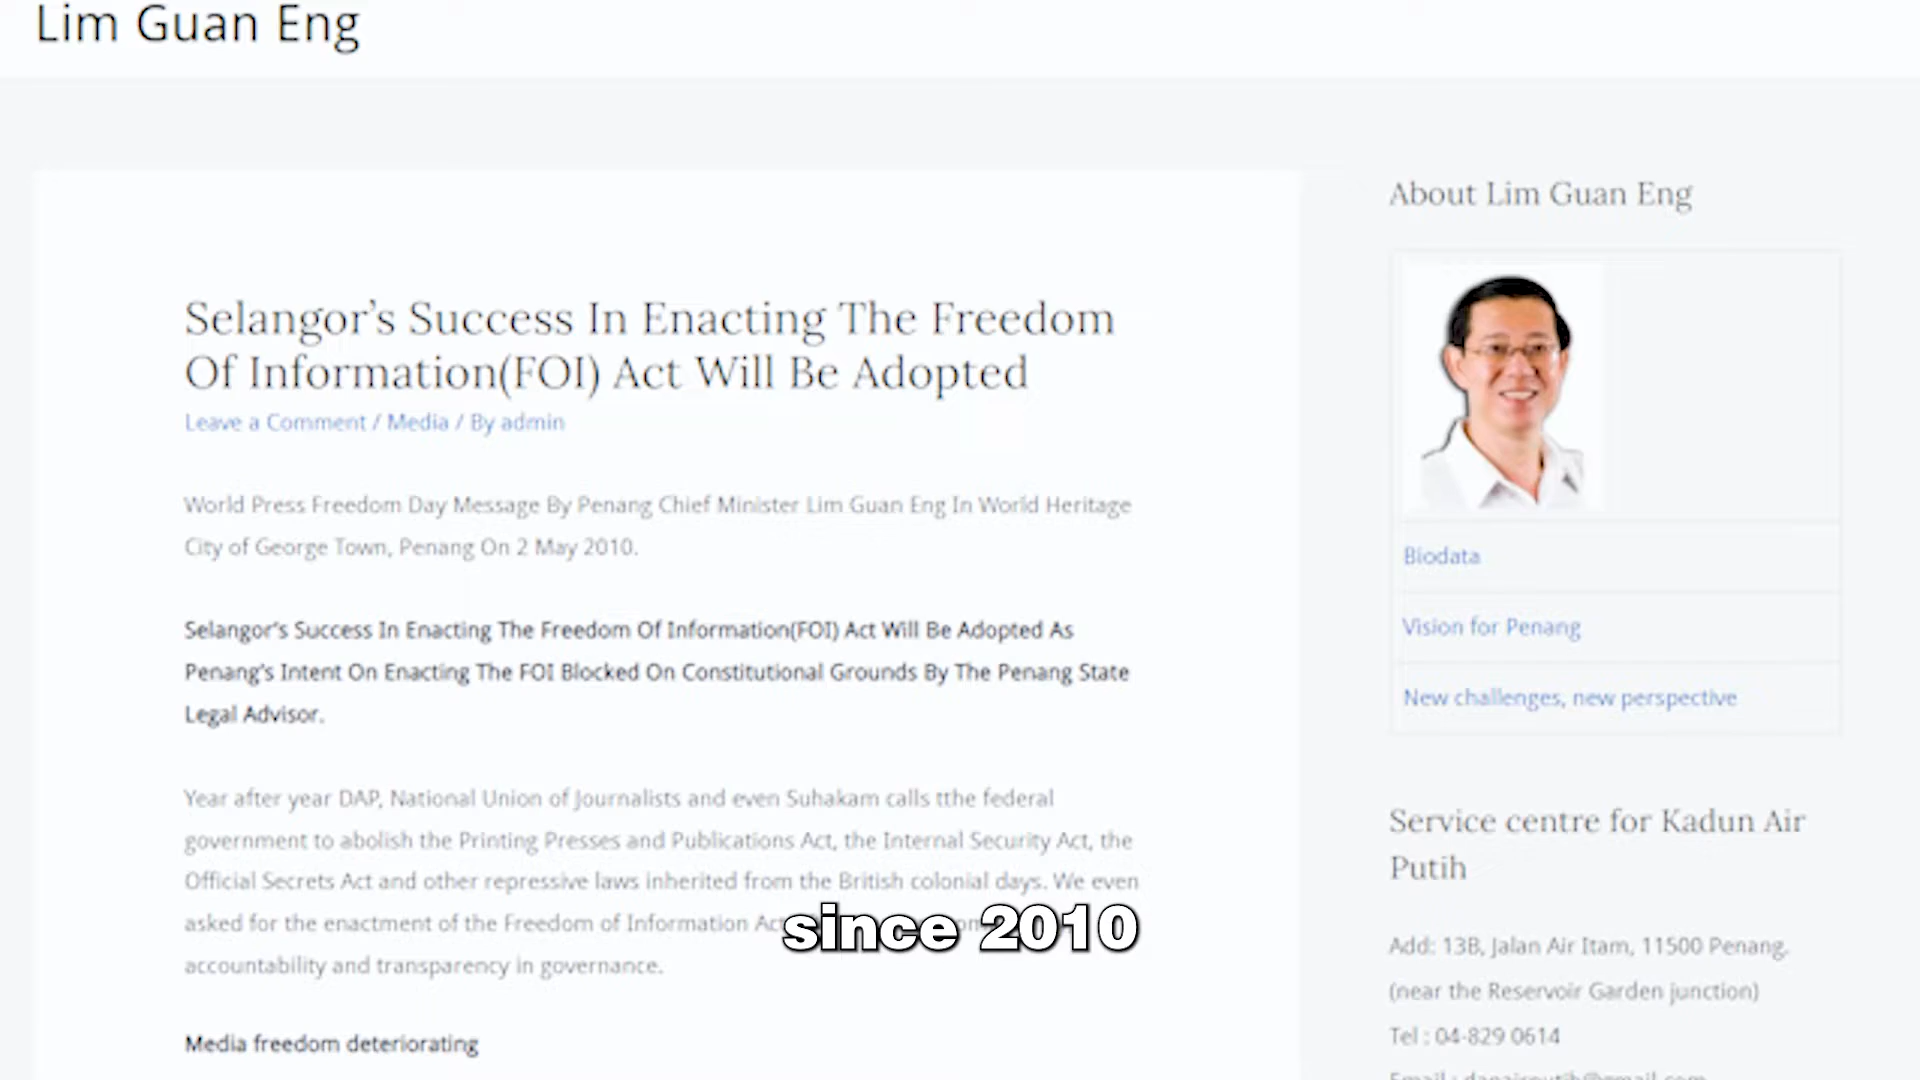 Lim Guan Eng
Selangor's Success In Enacting The Freedom
Of Information(FOI) Act Will Be Adopted
Leave a Comment / Media / By admin
World Press Freedom Day Message By Penang Chief Minister Lim Guan Eng In World Heritage
City of George Town, Penang On 2 May 2010.
Selangor's Success In Enacting The Freedom Of Information(FOI) Act Will Be Adopted As
Penang's Intent On Enacting The FOI Blocked On Constitutional Grounds By The Penang State
Legal Advisor.
Year after year DAP, National Union of Journalists and even Suhakam calls tthe federal
government to abolish the Printing Presses and Publications Act, the Internal Security Act, the
Official Secrets Act and other repressive laws inherited from the British colonial days. We even
asked for the enactment of the Freedom of Information Act
accountability and transparency in governance.
Media freedom deteriorating
since 2010
About Lim Guan Eng
Biodata
Vision for Penang
New challenges, new perspective
Service centre for Kadun Air
Putih
Add: 13B, Jalan Air Itam, 11500 Penang.
(near the Reservoir Garden junction)
Tel : 04-829 0614